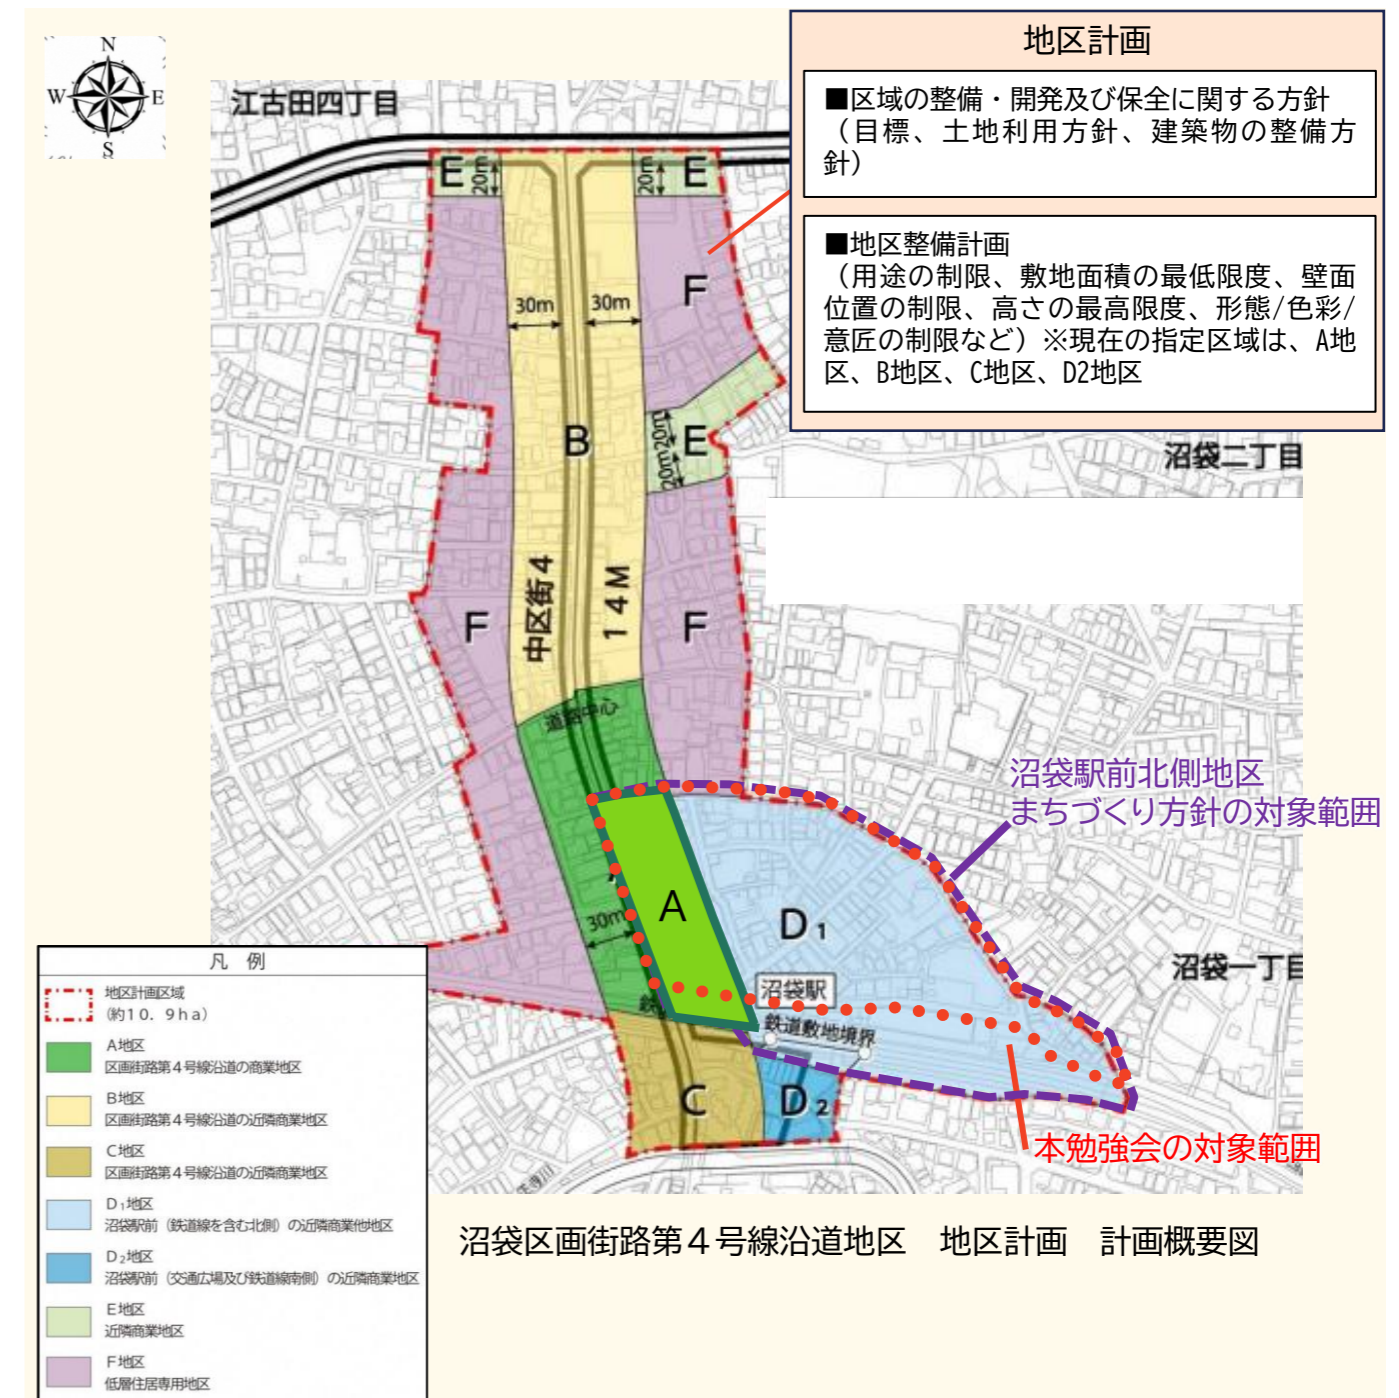 N
W
E
S
江古田四丁目
地区計画
■区域の整備・開発及び保全に関する方針
（目標、土地利用方針、建築物の整備方
針）
■地区整備計画
（用途の制限、敷地面積の最低限度、壁面
位置の制限、高さの最高限度、形態/色彩/
意匠の制限など）※現在の指定区域は、A地
区、B地区、C地区、D2地区
E
20m
20m
E
F
30m
30m
B
20m
20m
E
沼袋二丁目
中区街４
１４Ｍ
F
F
道路中心
沼袋駅前北側地区
まちづくり方針の対象範囲
A
30m
D₁
沼袋駅
沼袋一丁目
鉄道敷地境界
C
D₂
本勉強会の対象範囲
凡 例
地区計画区域
(約１０．９ｈａ)
Ａ地区
区画街路第４号線沿道の商業地区
Ｂ地区
区画街路第４号線沿道の近隣商業地区
Ｃ地区
区画街路第４号線沿道の近隣商業地区
Ｄ₁地区
沼袋駅前（鉄道線を含む北側）の近隣商業他地区
Ｄ₂地区
沼袋駅前（交通広場及び鉄道線南側）の近隣商業地区
Ｅ地区
近隣商業地区
Ｆ地区
低層住居専用地区
沼袋区画街路第４号線沿道地区　地区計画　計画概要図